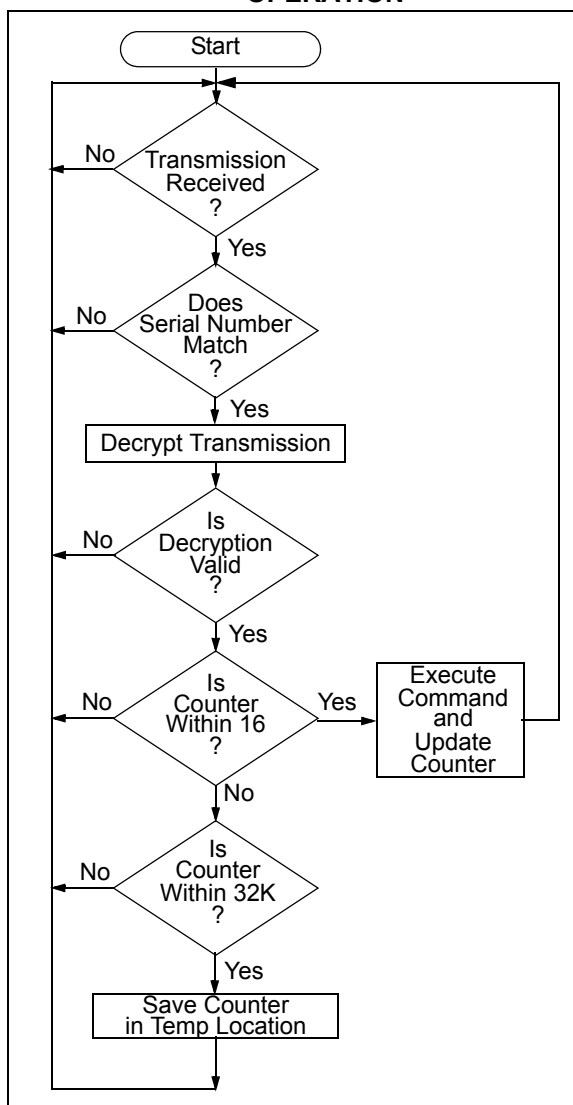 Start
No
Transmission
Received
?
Yes
No
Does
Serial Number
Match
?
Yes
Decrypt Transmission
No
Is
Decryption
Valid
?
Yes
No
Is
Counter
Within 16
?
Yes
Execute
Command
and
Update
Counter
No
No
Is
Counter
Within 32K
?
Yes
Save Counter
in Temp Location